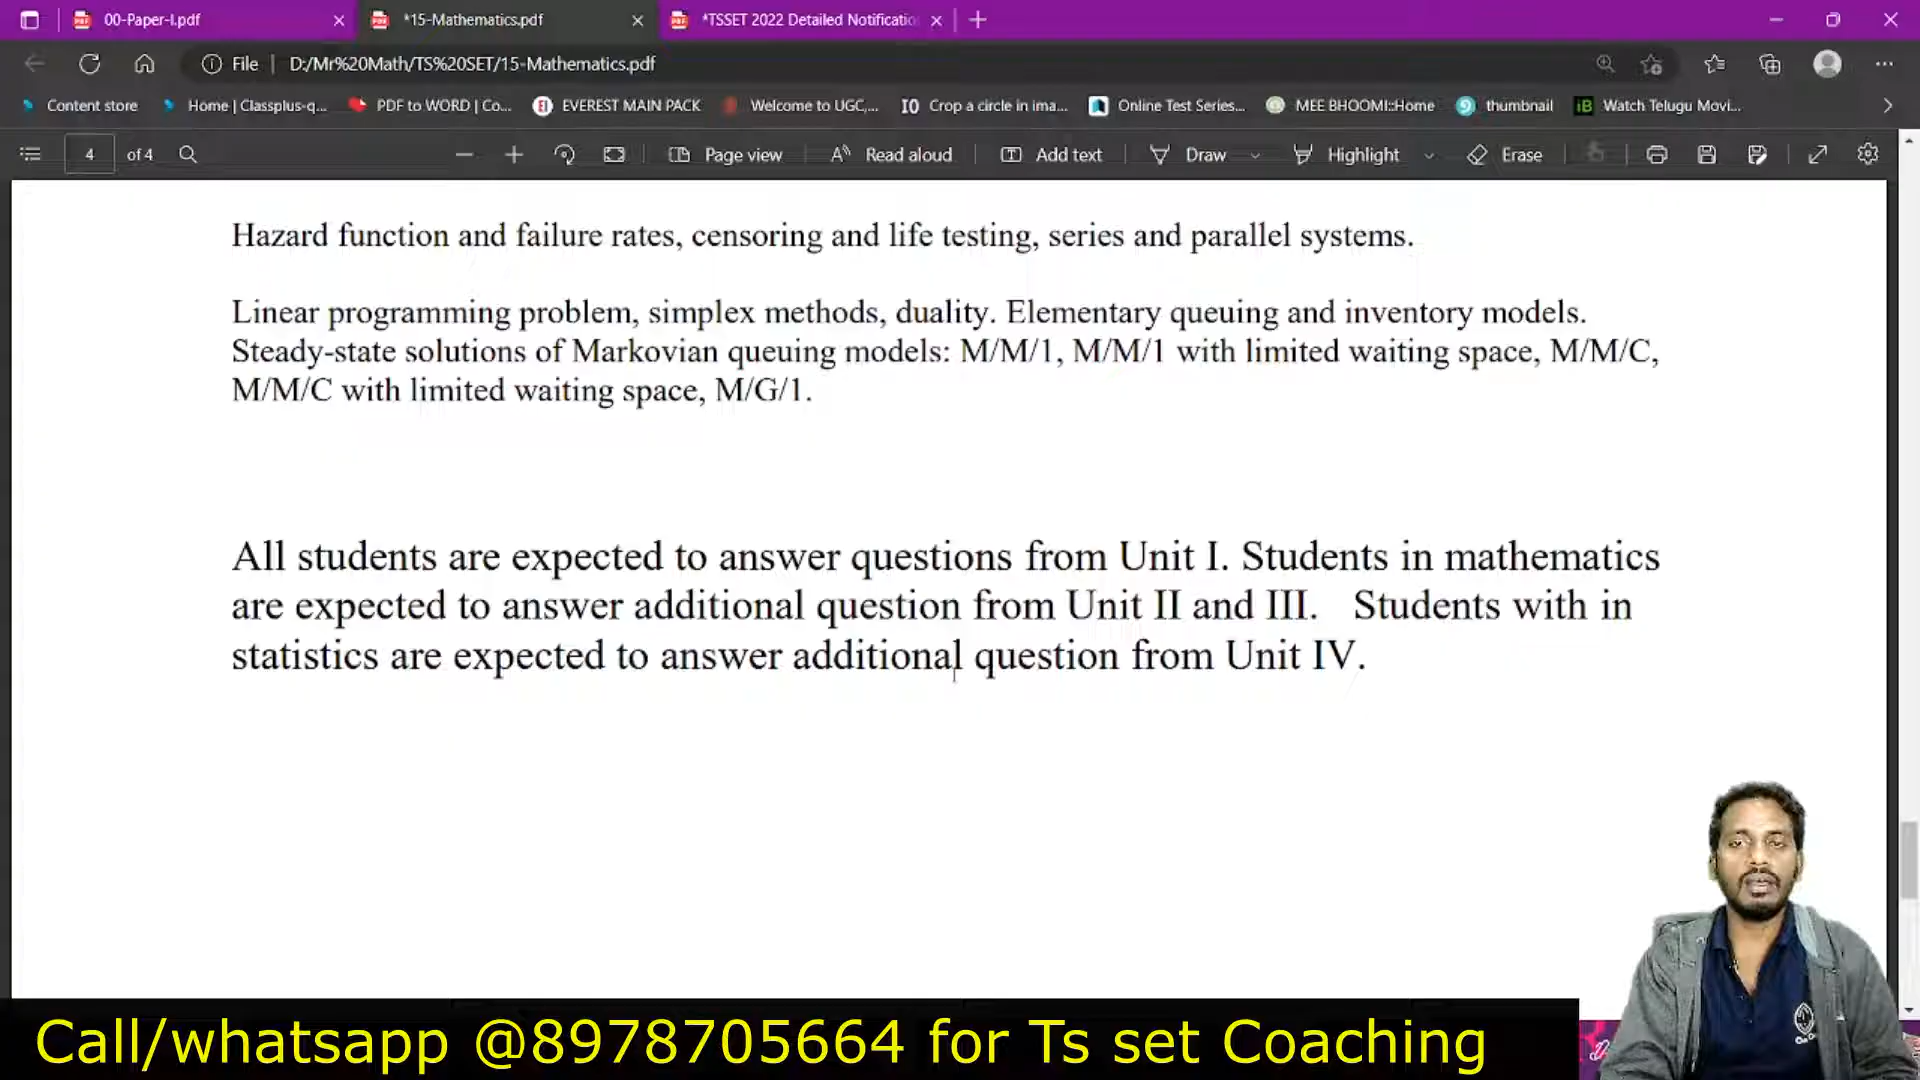 00-Paper-I.pdf
*15-Mathematics.pdf
*TSSET 2022 Detailed Notificatio
File
D:/Mr%20Math/TS%20SET/15-Mathematics.pdf
Content store
Home | Classplus-q...
PDF to WORD | Co...
EVEREST MAIN PACK
Welcome to UGC,...
Crop a circle in ima...
Online Test Series...
MEE BHOOMI::Home
thumbnail
Watch Telugu Movi...
4 of 4
Page view
Read aloud
Add text
Draw
Highlight
Erase
Hazard function and failure rates, censoring and life testing, series and parallel systems.
Linear programming problem, simplex methods, duality. Elementary queuing and inventory models.
Steady-state solutions of Markovian queuing models: M/M/1, M/M/1 with limited waiting space, M/M/C,
M/M/C with limited waiting space, M/G/1.
All students are expected to answer questions from Unit I. Students in mathematics
are expected to answer additional question from Unit II and III. Students with in
statistics are expected to answer additional question from Unit IV.
Call/whatsapp @8978705664 for Ts set Coaching